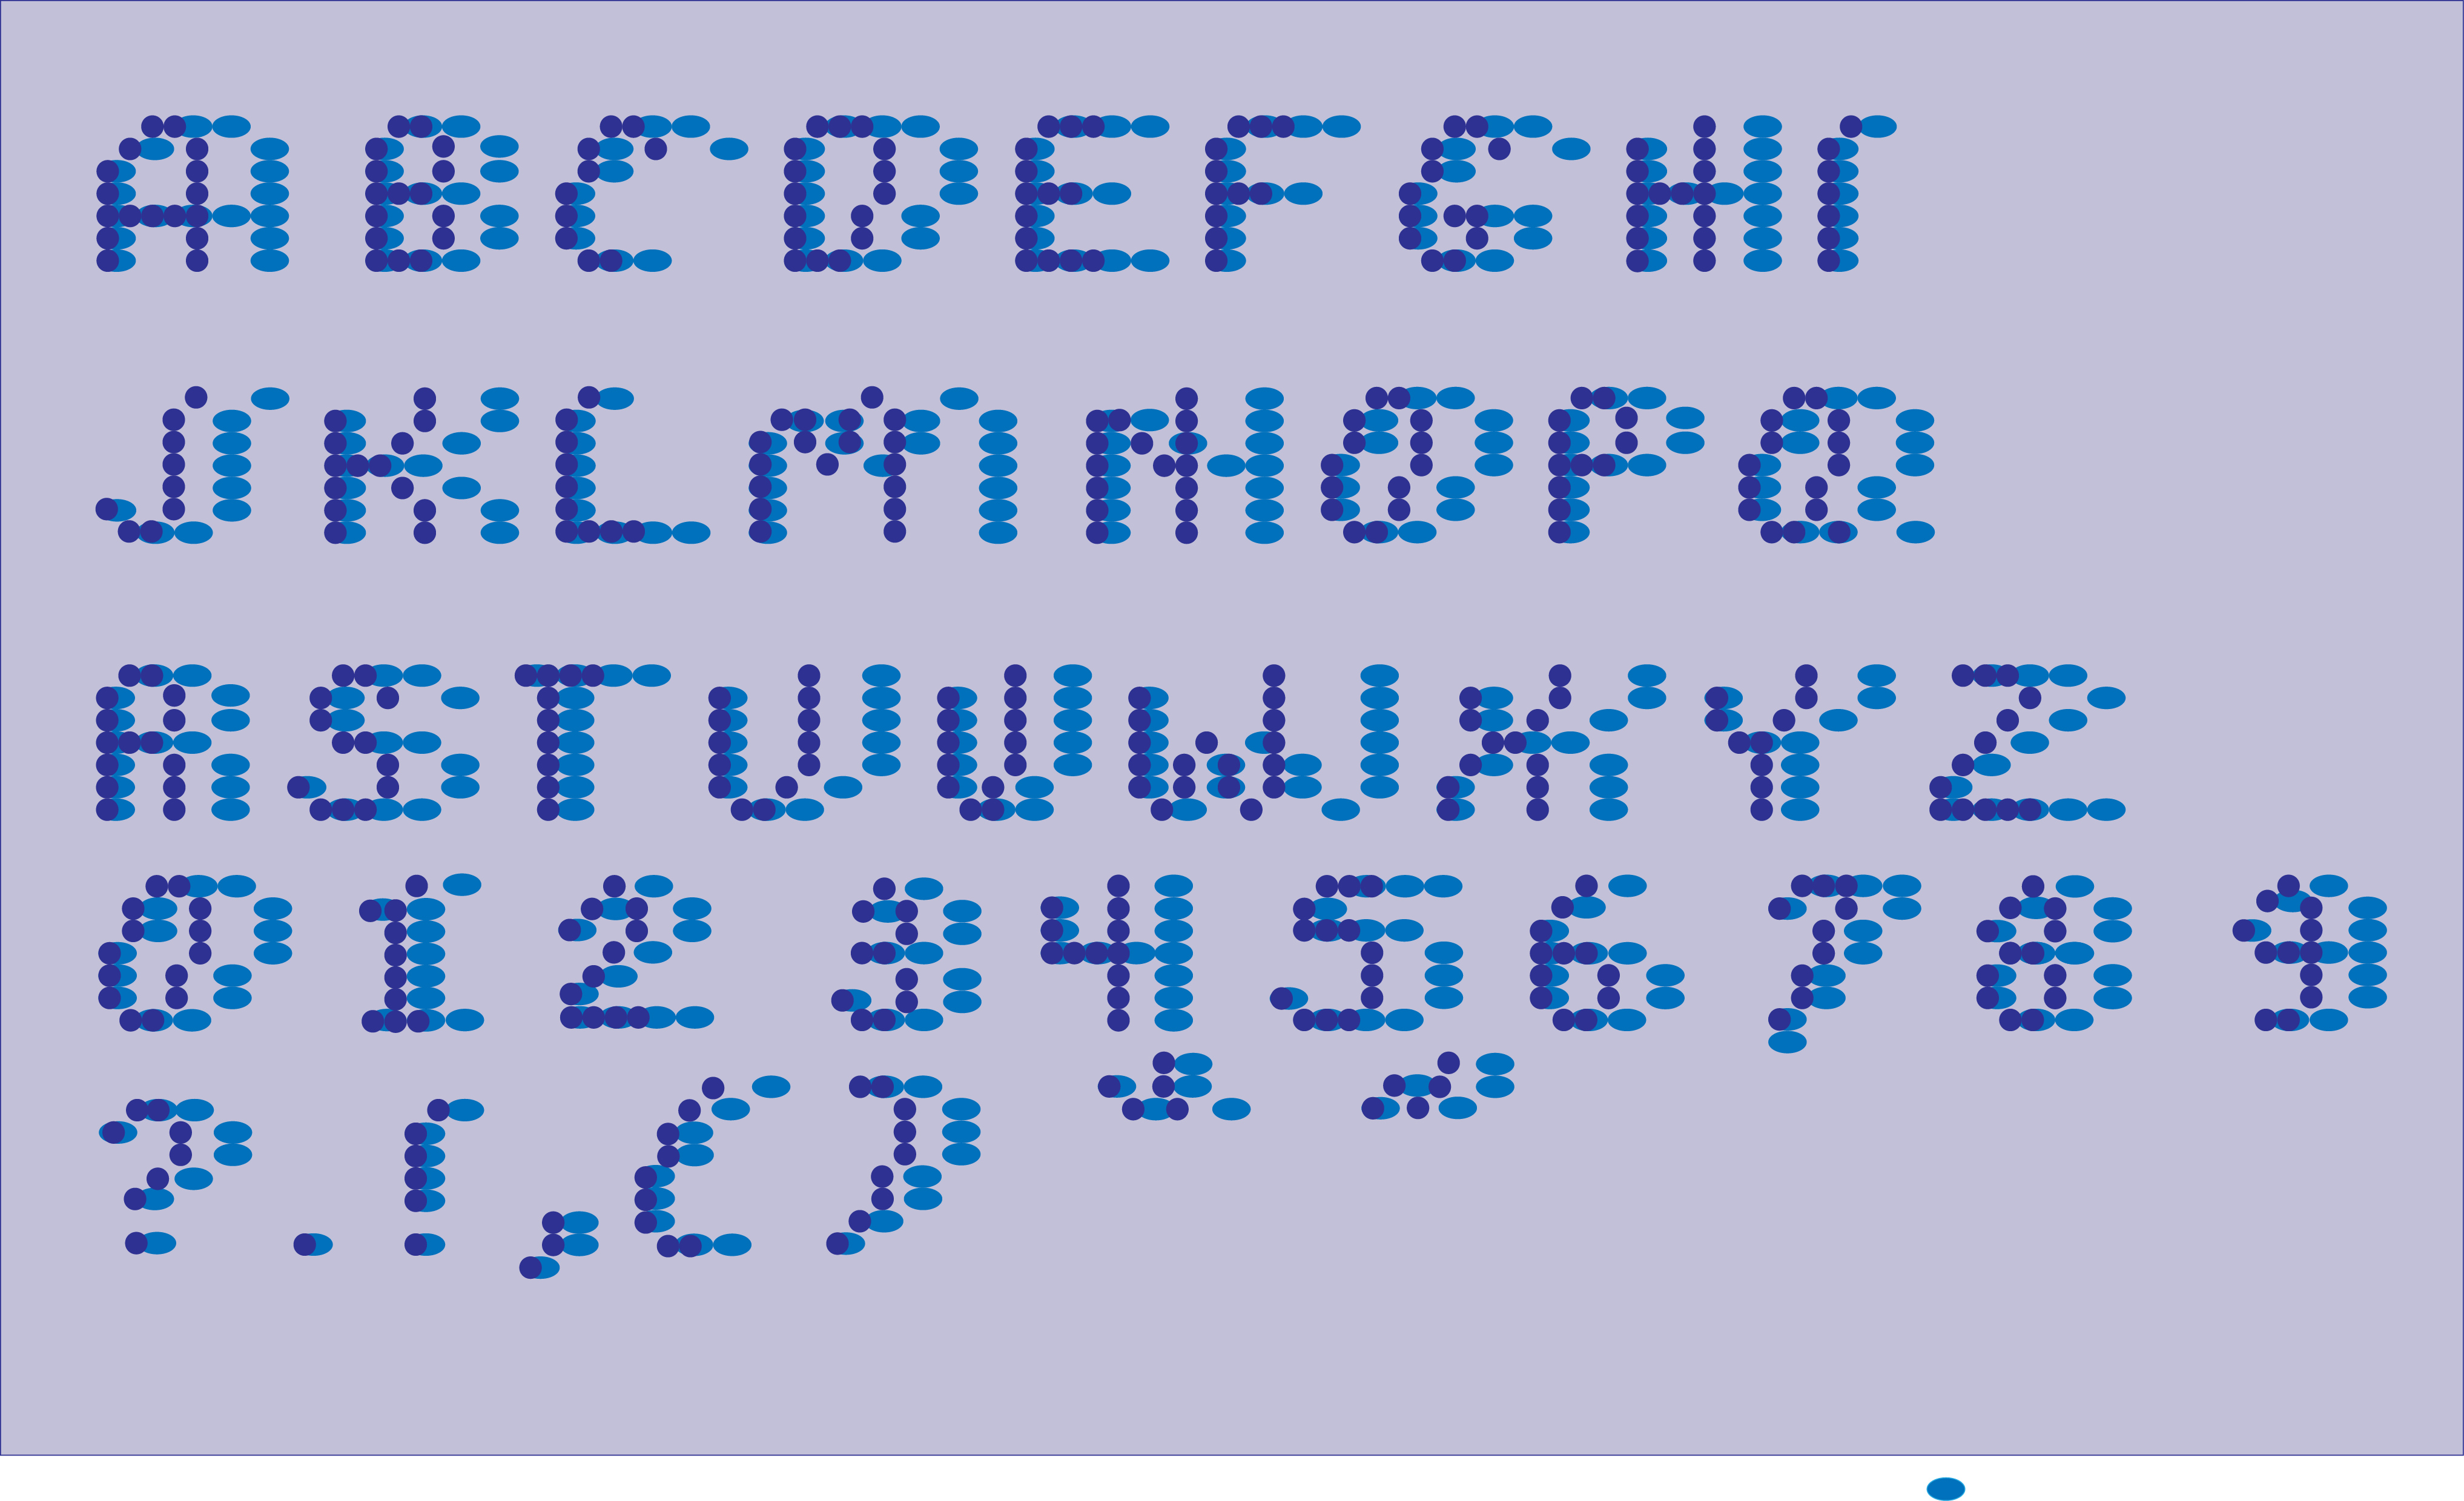 A B C D E F G H I
J K L M N O P Q
R S T U V W X Y Z
0 1 2 3 4 5 6 7 8 9
? . ! , ( )